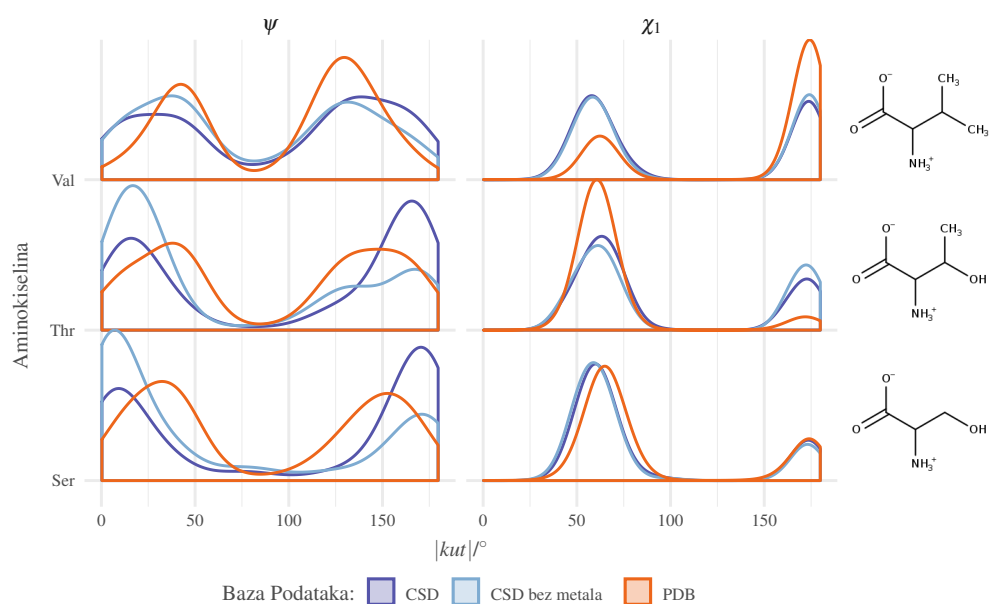 ψ χ₁
Aminokiselina
Val
Thr
Ser
0 50 100 150 0 50 100 150
|kut|/°
Baza Podataka: CSD CSD bez metala PDB
O⁻ CH₃
O CH₃
NH₃⁺
CH₃
O⁻
O OH
NH₃⁺
O⁻
O OH
NH₃⁺